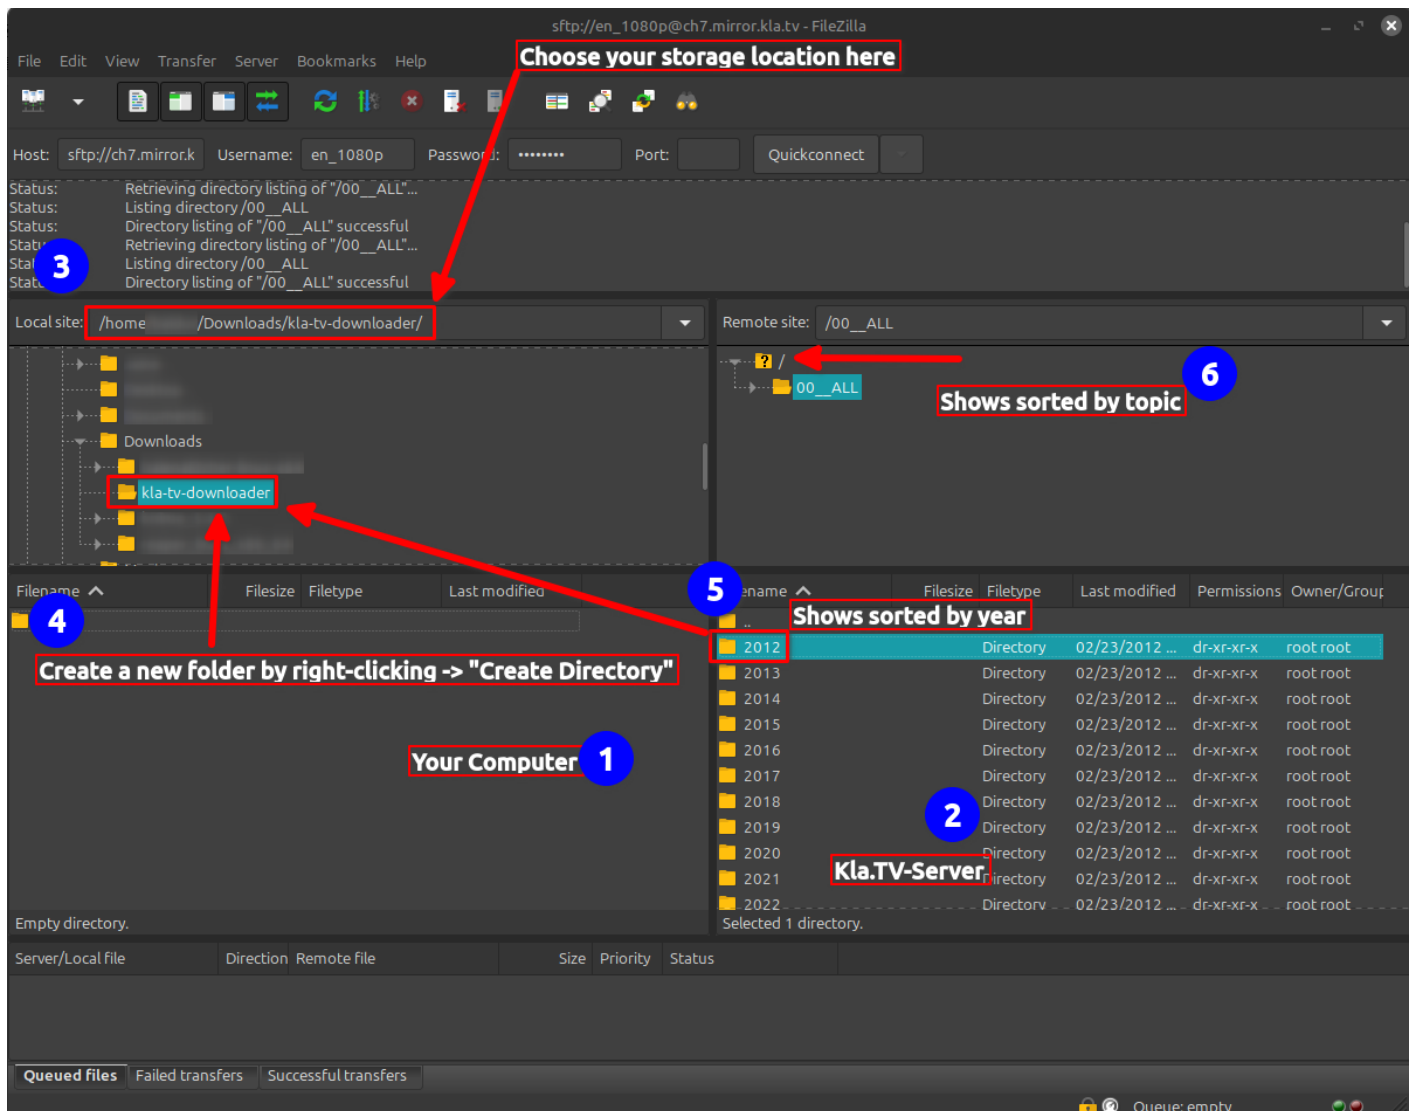 sftp://en_1080p@ch7.mirror.kla.tv - FileZilla
File Edit View Transfer Server Bookmarks Help
Choose your storage location here
Host: sftp://ch7.mirror.k Username: en_1080p Password: •••••••• Port: Quickconnect
Status: Retrieving directory listing of "/00__ALL"...
Status: Listing directory /00__ALL
Status: Directory listing of "/00__ALL" successful
Retrieving directory listing of "/00__ALL"...
Listing directory /00__ALL
Directory listing of "/00__ALL" successful
3
Local site: /home /Downloads/kla-tv-downloader/
Remote site: /00__ALL
/
00__ALL
6
Shows sorted by topic
Downloads
kla-tv-downloader
Filename Filesize Filetype Last modified
5
Filesize Filetype Last modified Permissions Owner/Group
4
..
Shows sorted by year
Create a new folder by right-clicking -> "Create Directory"
2012 Directory 02/23/2012 ... dr-xr-xr-x root root
2013 Directory 02/23/2012 ... dr-xr-xr-x root root
2014 Directory 02/23/2012 ... dr-xr-xr-x root root
2015 Directory 02/23/2012 ... dr-xr-xr-x root root
2016 Directory 02/23/2012 ... dr-xr-xr-x root root
2017 Directory 02/23/2012 ... dr-xr-xr-x root root
2018 Directory 02/23/2012 ... dr-xr-xr-x root root
2019 Directory 02/23/2012 ... dr-xr-xr-x root root
2020 Directory 02/23/2012 ... dr-xr-xr-x root root
2021 Directory 02/23/2012 ... dr-xr-xr-x root root
2022 Directory 02/23/2012 ... dr-xr-xr-x root root
Your Computer 1
2
Kla.TV-Server
Empty directory.
Selected 1 directory.
Server/Local file Direction Remote file Size Priority Status
Queued files Failed transfers Successful transfers
Queue: empty